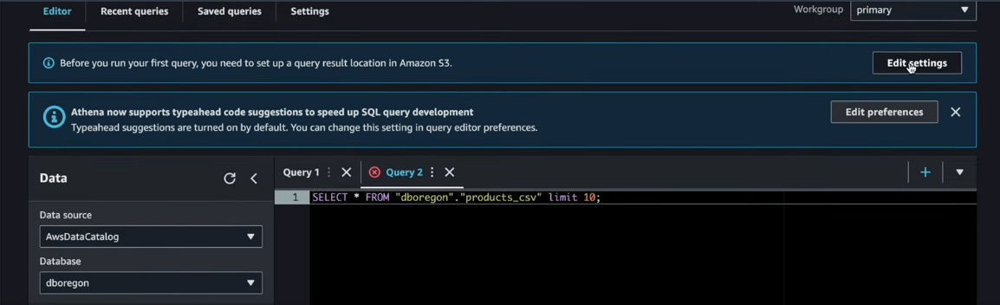 Editor Recent queries Saved queries Settings Workgroup primary
Before you run your first query, you need to set up a query result location in Amazon S3. Edit settings
Athena now supports typeahead code suggestions to speed up SQL query development Edit preferences
Typeahead suggestions are turned on by default. You can change this setting in query editor preferences.
Data Query 1 Query 2
1 SELECT * FROM "dboregon"."products_csv" limit 10;
Data source
AwsDataCatalog
Database
dboregon